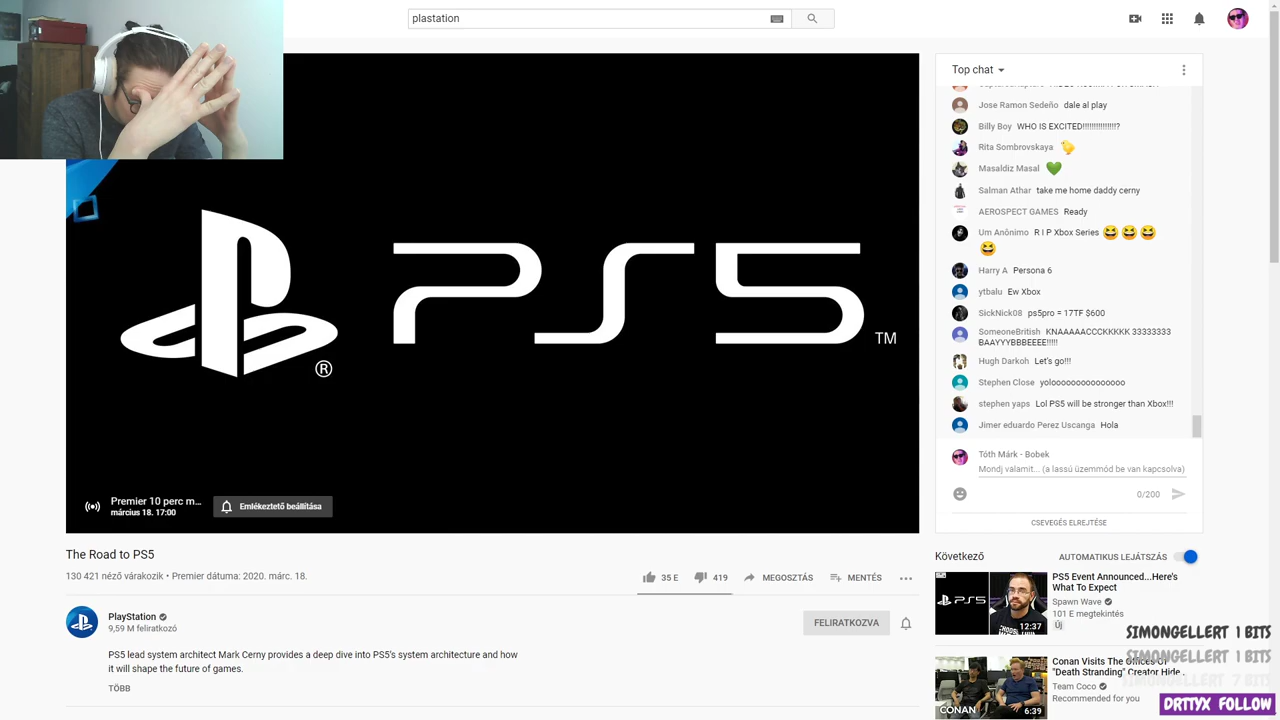 plastation
PS5
TM
®
Premier 10 perc m...
március 18. 17:00
Emlékeztető beállítása
The Road to PS5
130 421 néző várakozik • Premier dátuma: 2020. márc. 18.
35 E
419
MEGOSZTÁS
MENTÉS
PlayStation
9,59 M feliratkozó
FELIRATKOZVA
PS5 lead system architect Mark Cerny provides a deep dive into PS5's system architecture and how
it will shape the future of games.
TÖBB
Top chat
Jose Ramon Sedeño dale al play
Billy Boy WHO IS EXCITED!!!!!!!!!!!!!!!!?
Rita Sombrovskaya 
Masaldiz Masal
Salman Athar take me home daddy cerny
AEROSPECT GAMES Ready
Um Anônimo R I P Xbox Series 😆 😆 😆
😆
Harry A Persona 6
ytbalu Ew Xbox
SickNick08 ps5pro = 17TF $600
SomeoneBritish KNAAAAACCCKKKKK 33333333
BAAYYYBBBEEEE!!!!!
Hugh Darkoh Let's go!!!
Stephen Close yoloooooooooooooo
stephen yaps Lol PS5 will be stronger than Xbox!!!
Jimer eduardo Perez Uscanga Hola
Tóth Márk - Bobek
Mondj valamit... (a lassú üzemmód be van kapcsolva)
0/200
CSEVEGÉS ELREJTÉSE
Következő
AUTOMATIKUS LEJÁTSZÁS
PS5
12:37
PS5 Event Announced...Here's
What To Expect
Spawn Wave
101 E megtekintés
Új
CONAN
6:39
Conan Visits The Offices Of
"Death Stranding" Creator Hide...
Team Coco
Recommended for you
SIMONGELLERT 1 BITS
SIMONGELLERT 1 BITS
SIMONGELLERT 7 BITS
DRTTYX FOLLOW